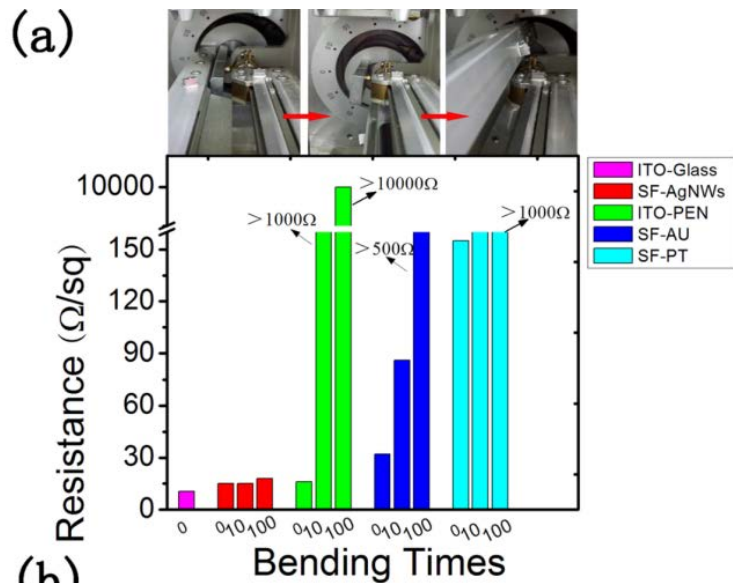 (a)
10000
>10000Ω
>1000Ω
>1000Ω
>500Ω
150
120
90
60
30
0
Resistance (Ω/sq)
0
0 10 100
0 10 100
0 10 100
0 10 100
Bending Times
ITO-Glass
SF-AgNWs
ITO-PEN
SF-AU
SF-PT
(b)